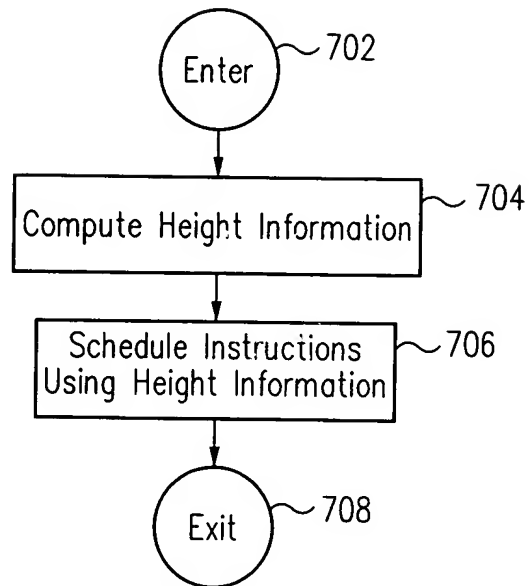 Enter
702
Compute Height Information
704
Schedule Instructions
Using Height Information
706
Exit
708